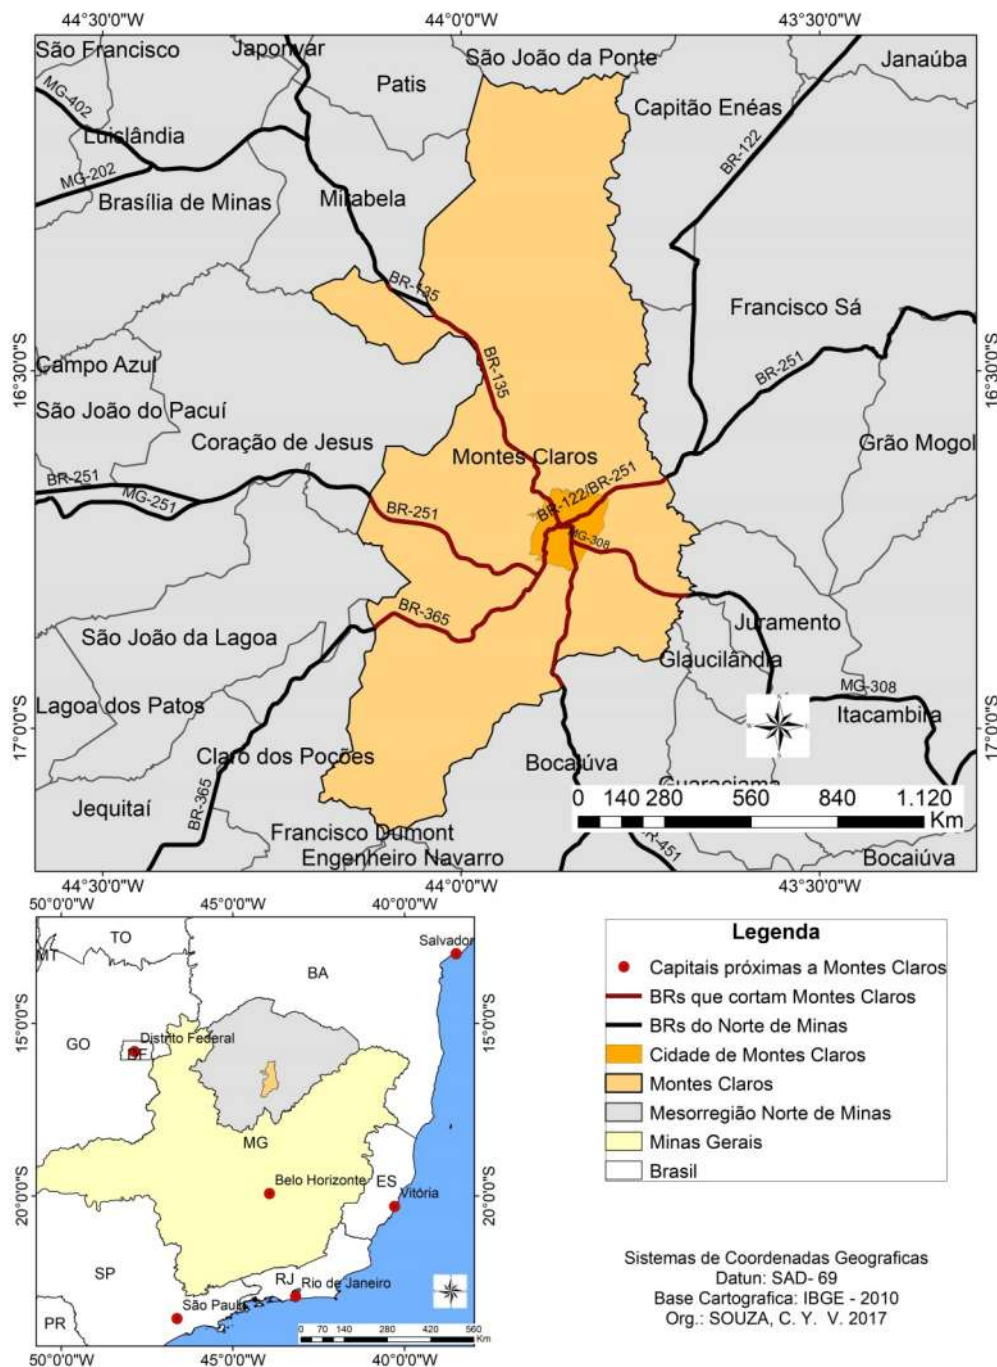 44°30'0"W 44°0'0"W 43°30'0"W
São Francisco
Japonvar
São João da Ponte
Janaúba
Patis
MG-402
Capitão Enéas
Luislândia
BR-122
MG-202
Brasília de Minas
Mirabela
BR-135
Francisco Sá
16°30'0"S
16°30'0"S
Campo Azul
BR-135
BR-251
São João do Pacuí
Coração de Jesus
Montes Claros
Grão Mogol
BR-251
MG-251
BR-251
BR-122/BR-251
MG-308
BR-365
São João da Lagoa
Juramento
Glaucilândia
Lagoa dos Patos
MG-308
Itacambira
17°0'0"S
17°0'0"S
Claro dos Poções
Bocaiúva
Guaraciama
Jequitaí
BR-365
0 140 280 560 840 1.120
Km
Francisco Dumont
Engenheiro Navarro
BR-451
Bocaiúva
44°30'0"W 44°0'0"W 43°30'0"W
50°0'0"W 45°0'0"W 40°0'0"W
TO
MT
Salvador
BA
15°0'0"S
15°0'0"S
GO
Distrito Federal
DF
MG
Belo Horizonte
ES
Vitória
20°0'0"S
20°0'0"S
SP
RJ
Rio de Janeiro
São Paulo
PR
0 70 140 280 420 560
Km
50°0'0"W 45°0'0"W 40°0'0"W
Legenda
Capitais próximas a Montes Claros
BRs que cortam Montes Claros
BRs do Norte de Minas
Cidade de Montes Claros
Montes Claros
Mesorregião Norte de Minas
Minas Gerais
Brasil
Sistemas de Coordenadas Geograficas
Datun: SAD- 69
Base Cartografica: IBGE - 2010
Org.: SOUZA, C. Y. V. 2017